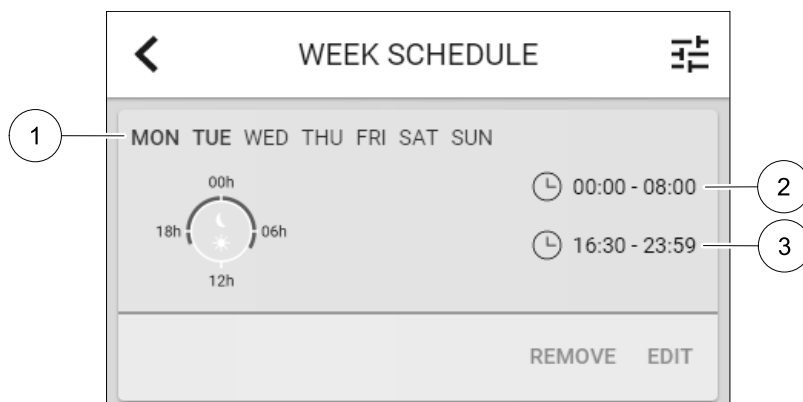 WEEK SCHEDULE
1
MON TUE WED THU FRI SAT SUN
00h
18h
06h
12h
00:00 - 08:00
2
16:30 - 23:59
3
REMOVE EDIT